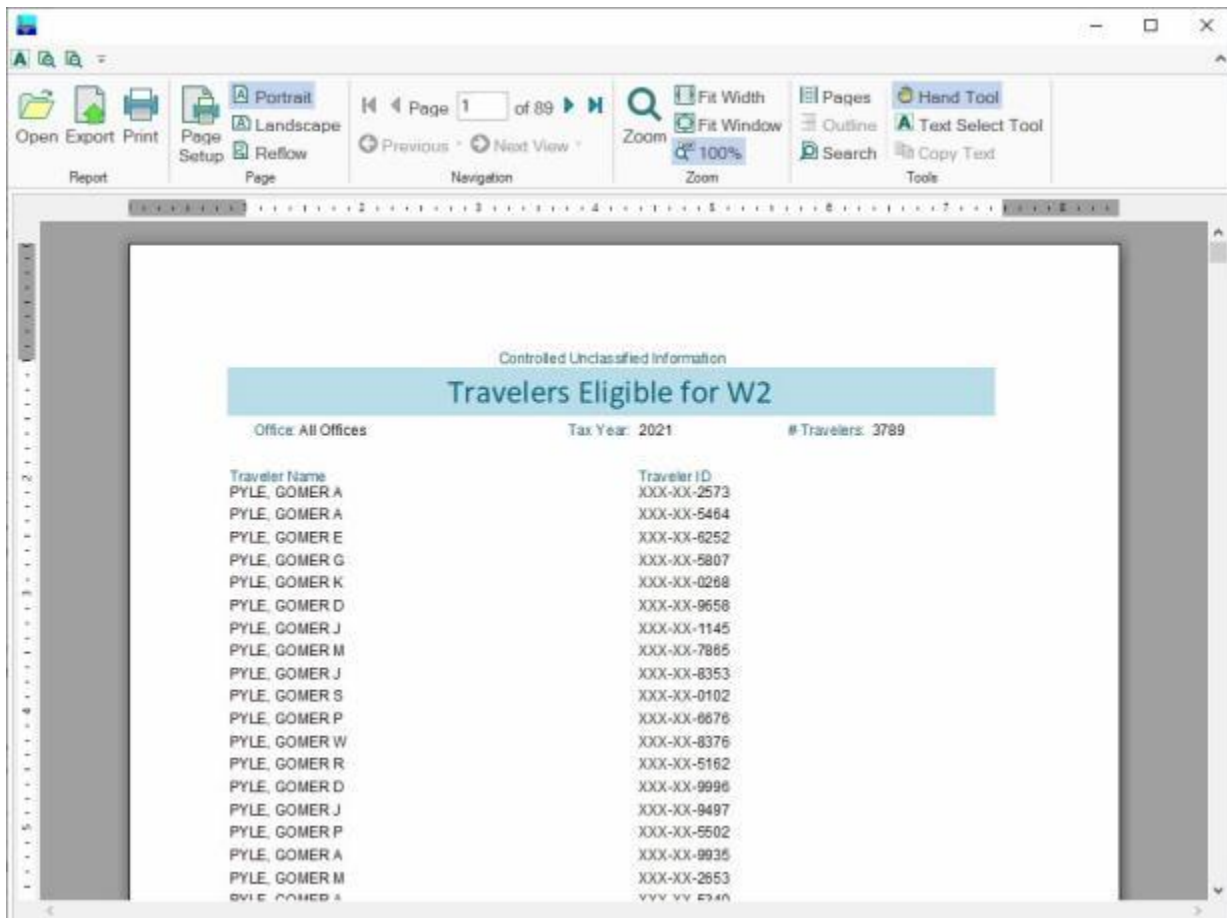 Open Export Print
Report
Page Setup
Portrait
Landscape
Reflow
Page
Page 1 of 89
Previous Next View
Navigation
Zoom
Fit Width
Fit Window
100%
Zoom
Pages
Outline
Search
Hand Tool
Text Select Tool
Copy Text
Tools
Controlled Unclassified Information
Travelers Eligible for W2
Office: All Offices Tax Year: 2021 # Travelers: 3789
Traveler Name Traveler ID
PYLE, GOMER A XXX-XX-2573
PYLE, GOMER A XXX-XX-5464
PYLE, GOMER E XXX-XX-6252
PYLE, GOMER G XXX-XX-5807
PYLE, GOMER K XXX-XX-0268
PYLE, GOMER D XXX-XX-9658
PYLE, GOMER J XXX-XX-1145
PYLE, GOMER M XXX-XX-7865
PYLE, GOMER J XXX-XX-8353
PYLE, GOMER S XXX-XX-0102
PYLE, GOMER P XXX-XX-6676
PYLE, GOMER W XXX-XX-8376
PYLE, GOMER R XXX-XX-5162
PYLE, GOMER D XXX-XX-9996
PYLE, GOMER J XXX-XX-9497
PYLE, GOMER P XXX-XX-5502
PYLE, GOMER A XXX-XX-9935
PYLE, GOMER M XXX-XX-2653